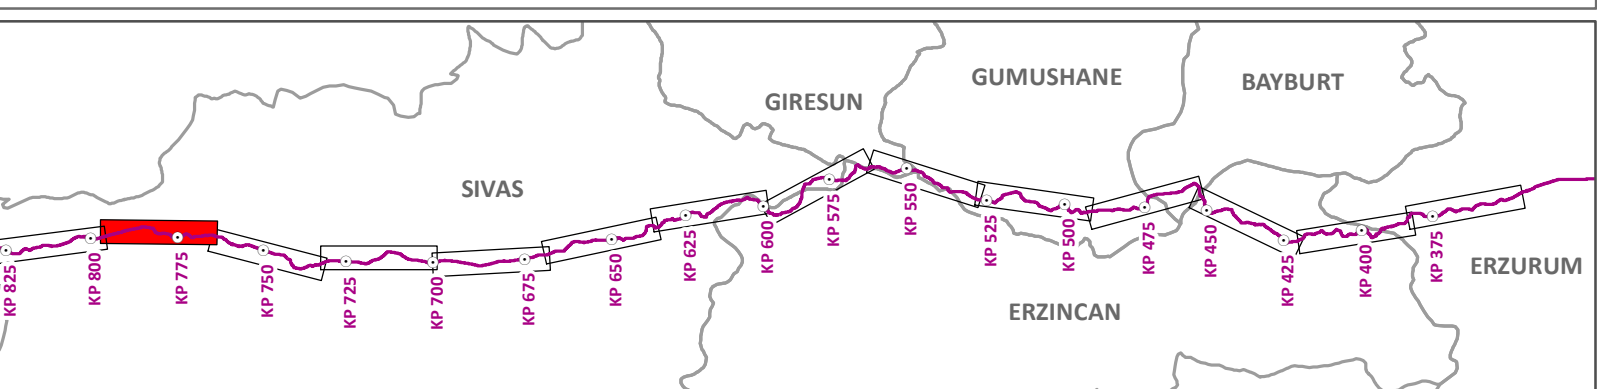 GUMUSHANE
BAYBURT
GIRESUN
SIVAS
ERZURUM
ERZINCAN
KP 825
KP 800
KP 775
KP 750
KP 725
KP 700
KP 675
KP 650
KP 625
KP 600
KP 575
KP 550
KP 525
KP 500
KP 475
KP 450
KP 425
KP 400
KP 375